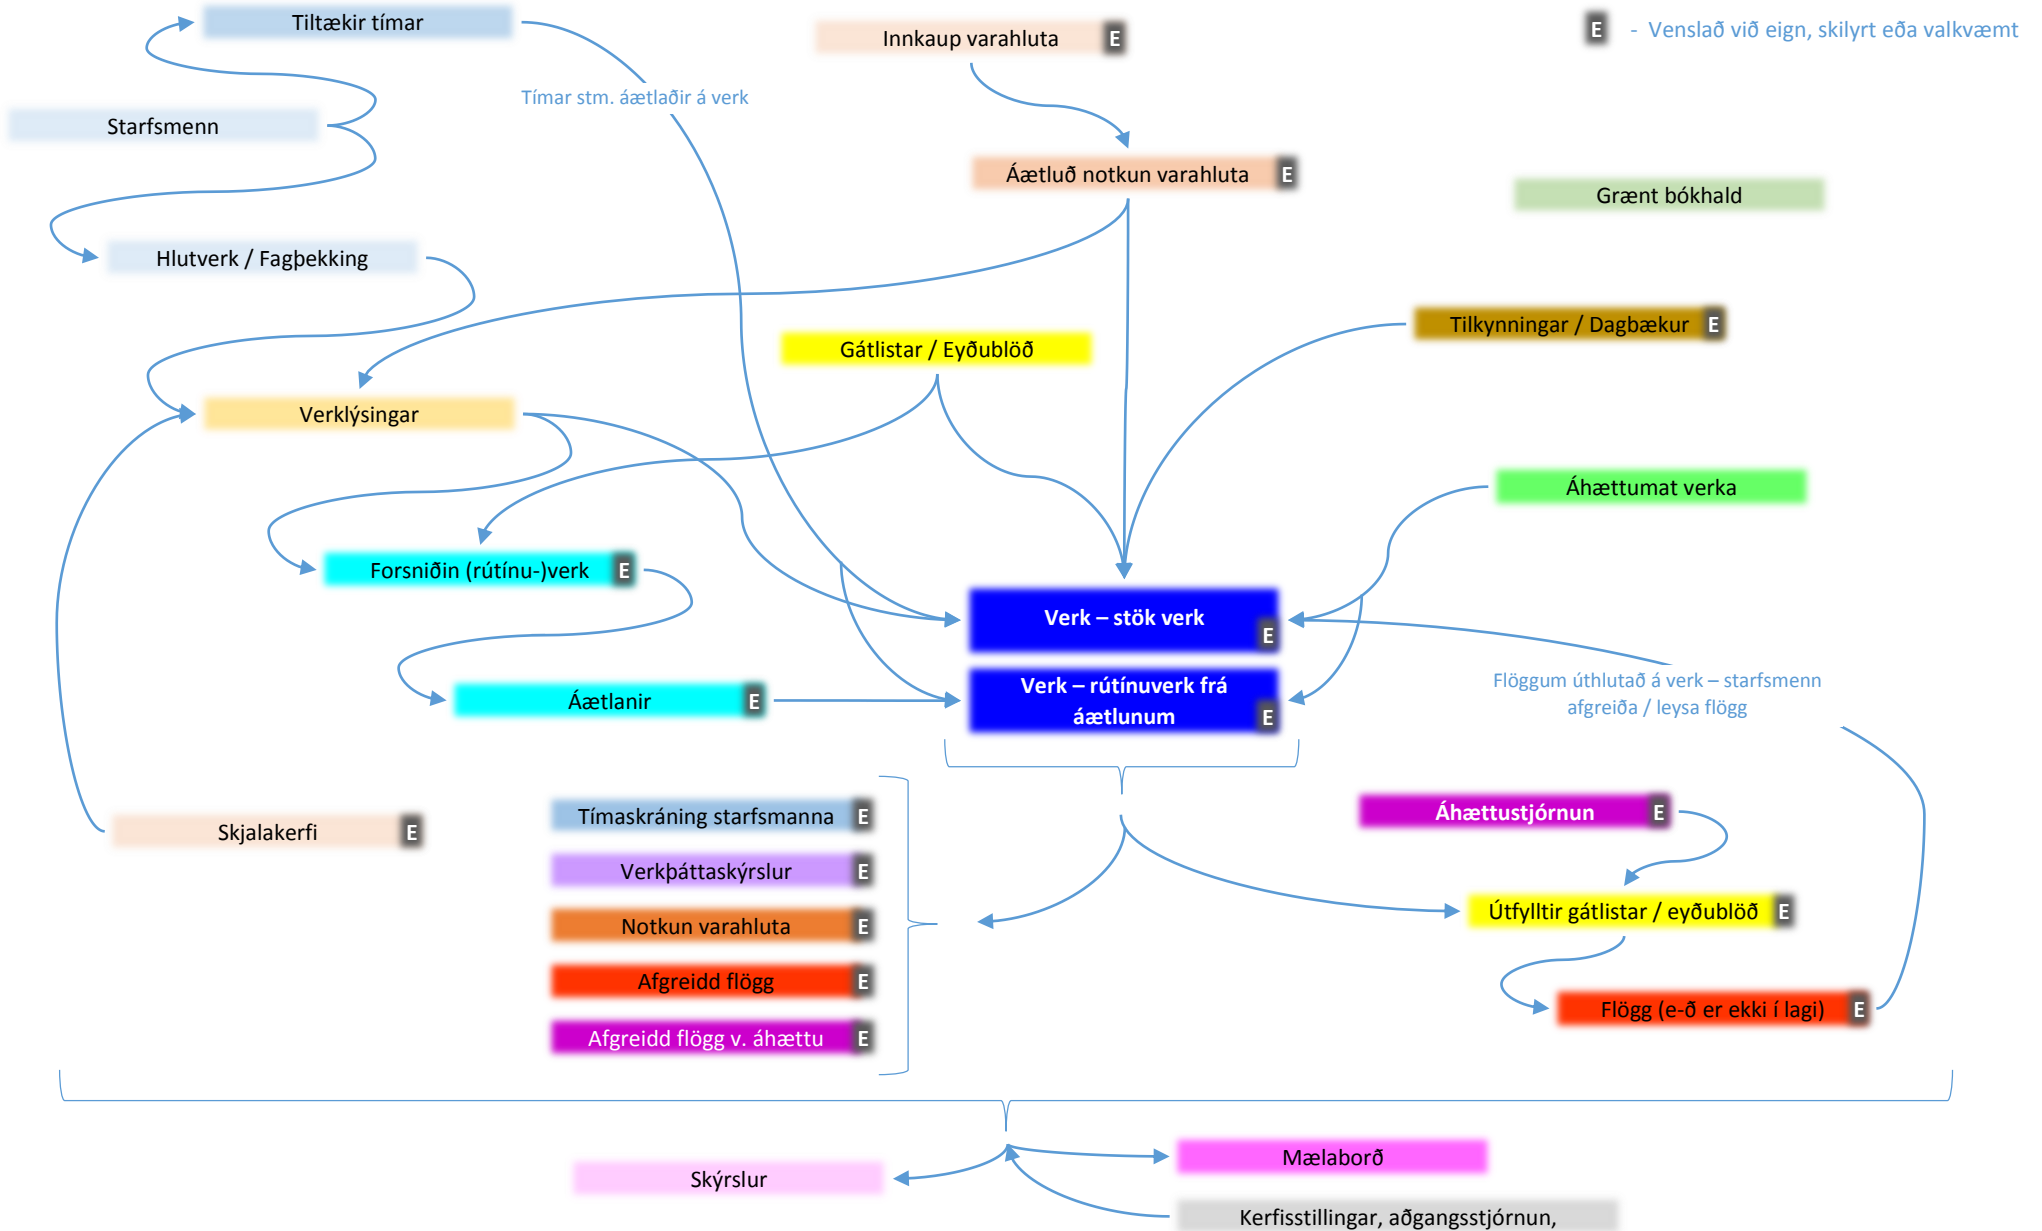 Tiltækir tímar
Innkaup varahluta E
E - Venslað við eign, skilyrt eða valkvæmt
Tímar stm. áætlaðir á verk
Starfsmenn
Áætluð notkun varahluta E
Grænt bókhald
Hlutverk / Fagþekking
Tilkynningar / Dagbækur E
Gátlistar / Eyðublöð
Verklýsingar
Áhættumat verka
Forsniðin (rútínu-)verk E
Verk – stök verk
E
Verk – rútínuverk frá
áætlunum
E
Áætlanir E
Flöggum úthlutað á verk – starfsmenn
afgreiða / leysa flögg
Skjalakerfi E
Tímaskráning starfsmanna E
Áhættustjórnun E
Verkþáttaskýrslur E
Notkun varahluta E
Útfylltir gátlistar / eyðublöð E
Afgreidd flögg E
Flögg (e-ð er ekki í lagi) E
Afgreidd flögg v. áhættu E
Mælaborð
Skýrslur
Kerfisstillingar, aðgangsstjórnun,